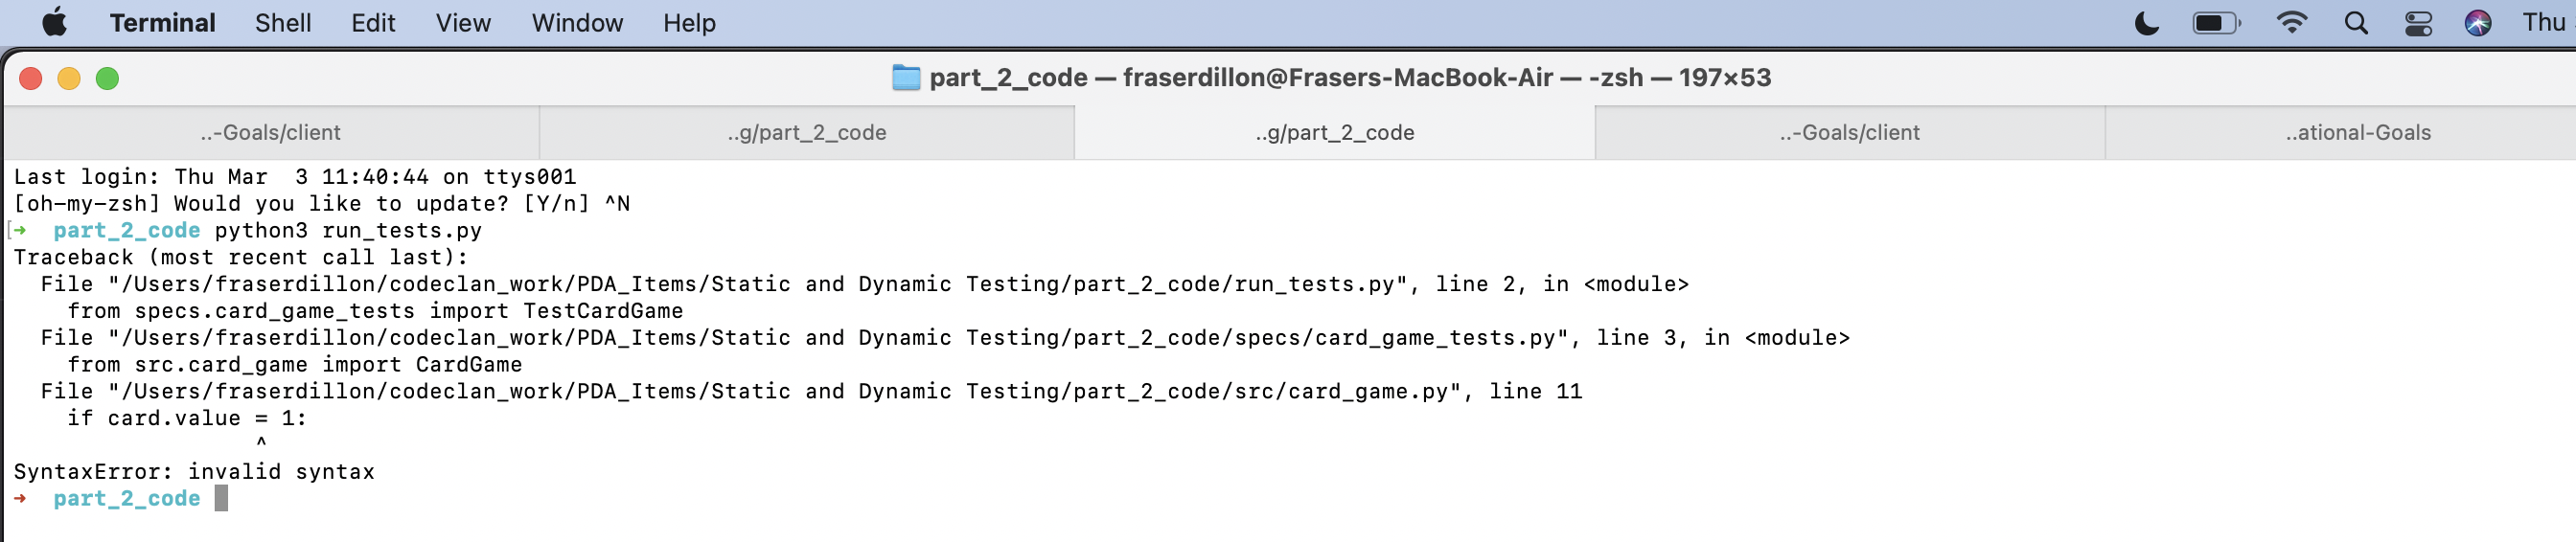 Terminal Shell Edit View Window Help Thu
part_2_code — fraserdillon@Frasers-MacBook-Air — -zsh — 197×53
..-Goals/client ..g/part_2_code ..g/part_2_code ..-Goals/client ..ational-Goals
Last login: Thu Mar  3 11:40:44 on ttys001
[oh-my-zsh] Would you like to update? [Y/n] ^N
[→  part_2_code python3 run_tests.py
Traceback (most recent call last):
  File "/Users/fraserdillon/codeclan_work/PDA_Items/Static and Dynamic Testing/part_2_code/run_tests.py", line 2, in <module>
    from specs.card_game_tests import TestCardGame
  File "/Users/fraserdillon/codeclan_work/PDA_Items/Static and Dynamic Testing/part_2_code/specs/card_game_tests.py", line 3, in <module>
    from src.card_game import CardGame
  File "/Users/fraserdillon/codeclan_work/PDA_Items/Static and Dynamic Testing/part_2_code/src/card_game.py", line 11
    if card.value = 1:
                  ^
SyntaxError: invalid syntax
→  part_2_code